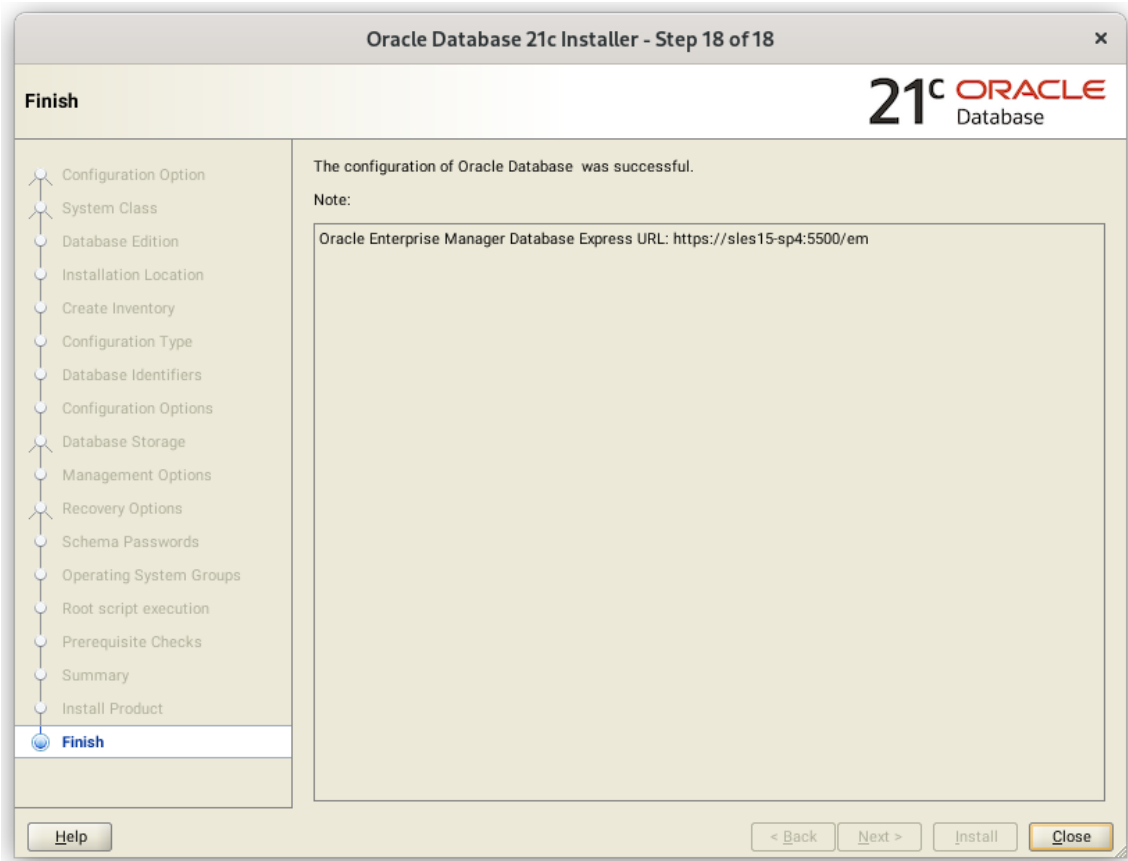 Oracle Database 21c Installer - Step 18 of 18
Finish
21c ORACLE
Database
Configuration Option
System Class
Database Edition
Installation Location
Create Inventory
Configuration Type
Database Identifiers
Configuration Options
Database Storage
Management Options
Recovery Options
Schema Passwords
Operating System Groups
Root script execution
Prerequisite Checks
Summary
Install Product
Finish
The configuration of Oracle Database  was successful.
Note:
Oracle Enterprise Manager Database Express URL: https://sles15-sp4:5500/em
Help
< Back
Next >
Install
Close